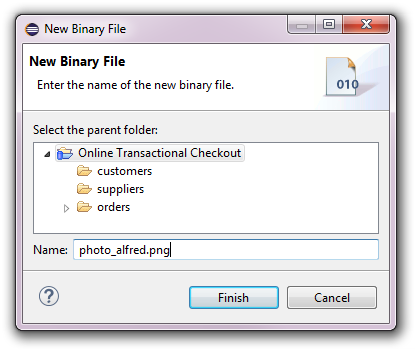 New Binary File
New Binary File
Enter the name of the new binary file.
010
Select the parent folder:
Online Transactional Checkout
customers
suppliers
orders
Name: photo_alfred.png
? Finish Cancel